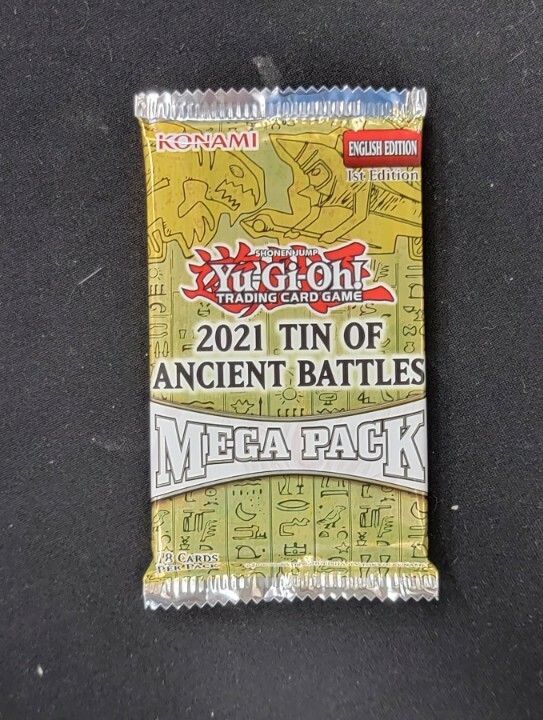 KONAMI
ENGLISH EDITION
1st Edition
SHONEN JUMP
Yu-Gi-Oh!
TRADING CARD GAME
2021 TIN OF
ANCIENT BATTLES
MEGA PACK
18 CARDS
PER PACK